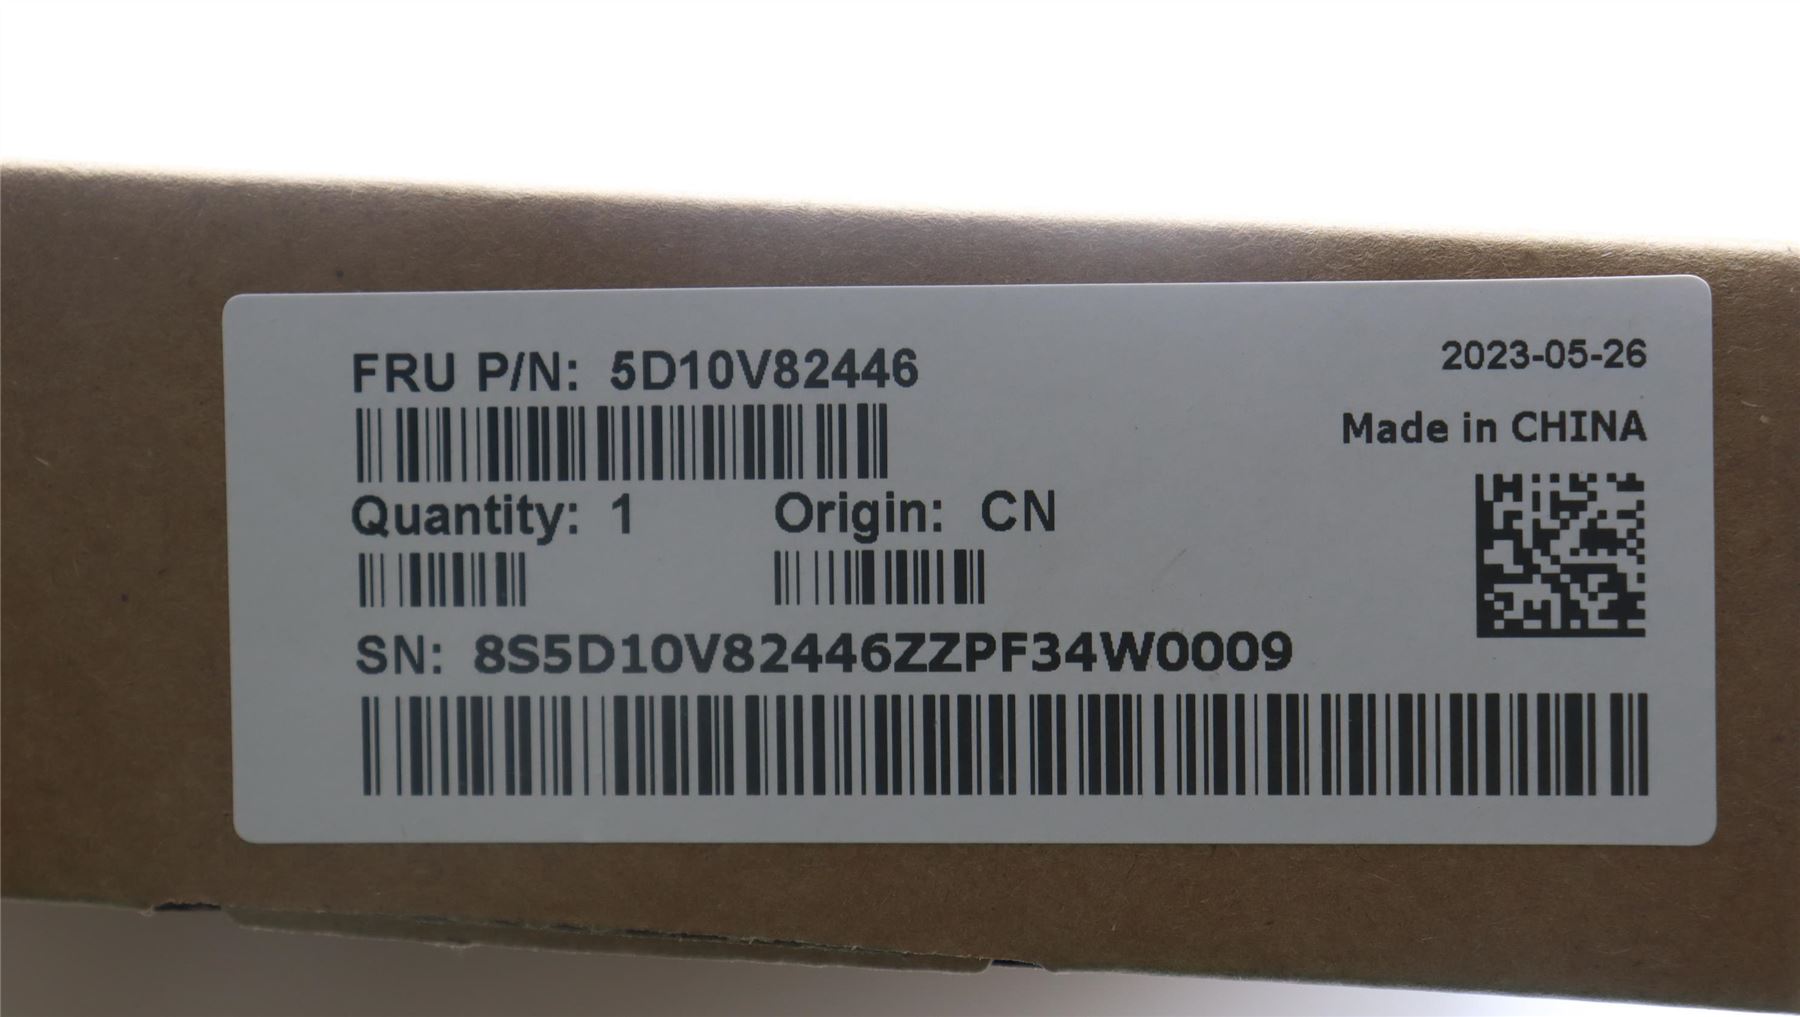 FRU P/N: 5D10V82446
2023-05-26
Made in CHINA
Quantity: 1
Origin: CN
SN: 8S5D10V82446ZZPF34W0009